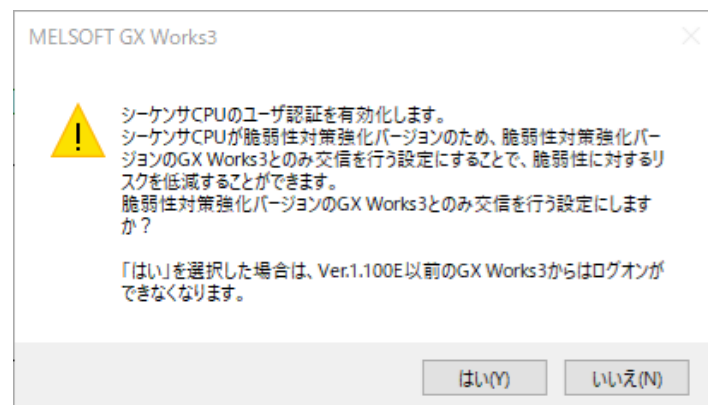 MELSOFT GX Works3
シーケンサCPUのユーザ認証を有効化します。
シーケンサCPUが脆弱性対策強化バージョンのため、脆弱性対策強化バー
ジョンのGX Works3とのみ交信を行う設定にすることで、脆弱性に対するリ
スクを低減することができます。
脆弱性対策強化バージョンのGX Works3とのみ交信を行う設定にします
か？
「はい」を選択した場合は、Ver.1.100E以前のGX Works3からはログオンが
できなくなります。
はい(Y)
いいえ(N)